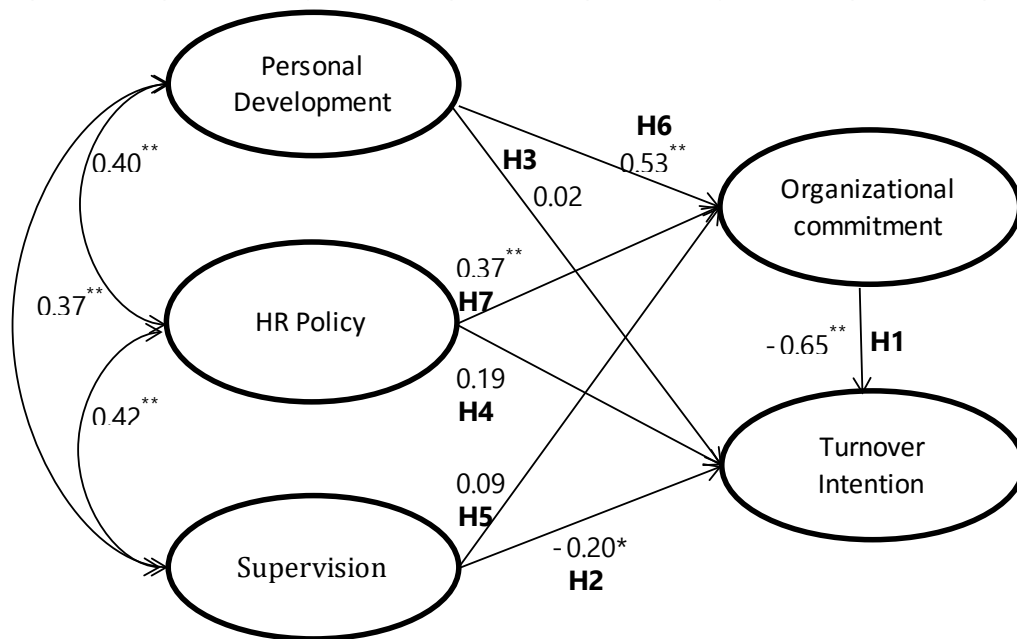 Personal
Development
0.40**
H3
0.02
H6
0.53**
Organizational
commitment
0.37**
HR Policy
0.37**
H7
0.19
H4
-0.65**
H1
0.42**
Turnover
Intention
0.09
H5
Supervision
-0.20*
H2